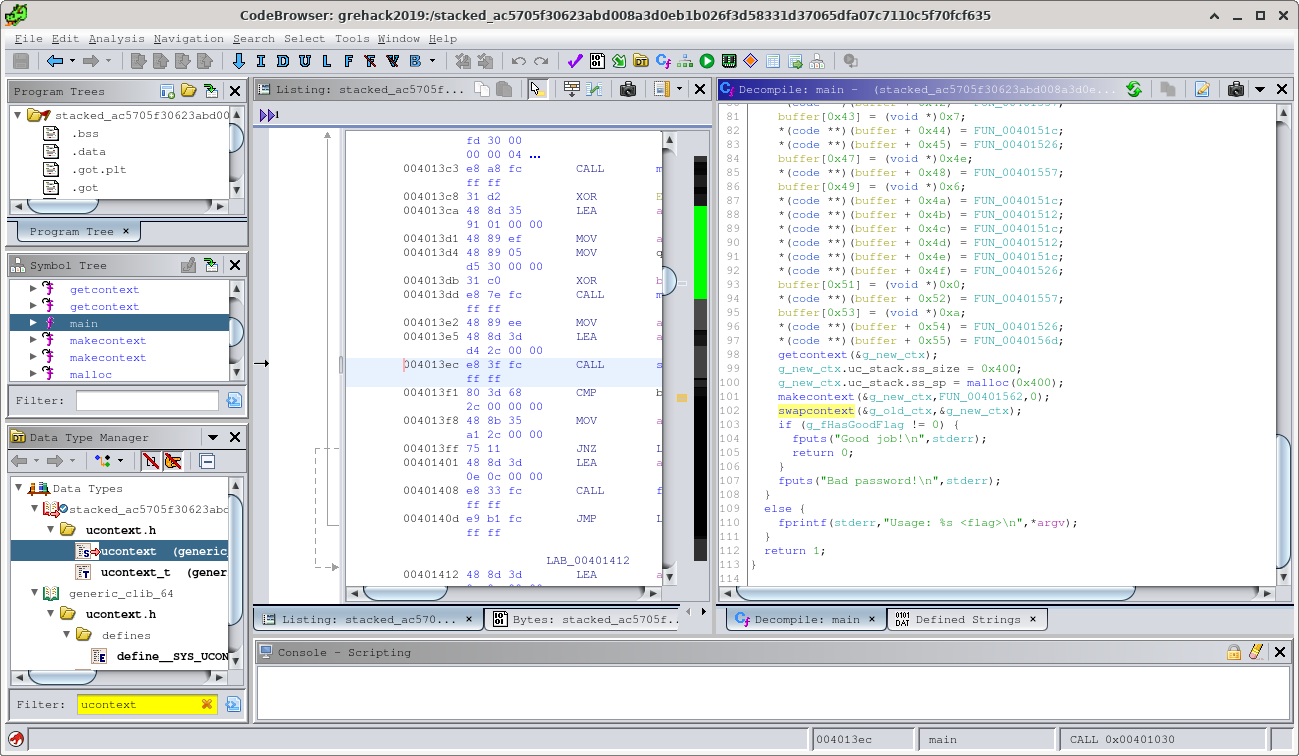 CodeBrowser: grehack2019:/stacked_ac5705f30623abd008a3d0eb1b026f3d58331d37065dfa07c7110c5f70fcf635
File Edit Analysis Navigation Search Select Tools Window Help
I D U L F B
Program Trees
stacked_ac5705f30623abd00
.bss
.data
.got.plt
.got
Program Tree ×
Symbol Tree
getcontext
getcontext
main
makecontext
makecontext
malloc
Filter:
Data Type Manager
Data Types
stacked_ac5705f30623abd
ucontext.h
ucontext (generic_
ucontext_t (gener
generic_clib_64
ucontext.h
defines
define__SYS_UCON
Filter: ucontext
Listing: stacked_ac5705f...
fd 30 00
00 00 04 ...
004013c3 e8 a8 fc CALL m
ff ff
004013c8 31 d2 XOR E
004013ca 48 8d 35 LEA a
91 01 00 00
004013d1 48 89 ef MOV a
004013d4 48 89 05 MOV q
d5 30 00 00
004013db 31 c0 XOR b
004013dd e8 7e fc CALL m
ff ff
004013e2 48 89 ee MOV a
004013e5 48 8d 3d LEA a
d4 2c 00 00
004013ec e8 3f fc CALL s
ff ff
004013f1 80 3d 68 CMP b
2c 00 00 00
004013f8 48 8b 35 MOV a
a1 2c 00 00
004013ff 75 11 JNZ L
00401401 48 8d 3d LEA a
0e 0c 00 00
00401408 e8 33 fc CALL f
ff ff
0040140d e9 b1 fc JMP L
ff ff
LAB_00401412
00401412 48 8d 3d LEA a
Listing: stacked_ac570... ×
Bytes: stacked_ac5705f..
Decompile: main - (stacked_ac5705f30623abd008a3d0e...
81 buffer[0x43] = (void *)0x7;
82 *(code **)(buffer + 0x44) = FUN_0040151c;
83 *(code **)(buffer + 0x45) = FUN_00401526;
84 buffer[0x47] = (void *)0x4e;
85 *(code **)(buffer + 0x48) = FUN_00401557;
86 buffer[0x49] = (void *)0x6;
87 *(code **)(buffer + 0x4a) = FUN_0040151c;
88 *(code **)(buffer + 0x4b) = FUN_00401512;
89 *(code **)(buffer + 0x4c) = FUN_0040151c;
90 *(code **)(buffer + 0x4d) = FUN_00401512;
91 *(code **)(buffer + 0x4e) = FUN_0040151c;
92 *(code **)(buffer + 0x4f) = FUN_00401526;
93 buffer[0x51] = (void *)0x0;
94 *(code **)(buffer + 0x52) = FUN_00401557;
95 buffer[0x53] = (void *)0xa;
96 *(code **)(buffer + 0x54) = FUN_00401526;
97 *(code **)(buffer + 0x55) = FUN_0040156d;
98 getcontext(&g_new_ctx);
99 g_new_ctx.uc_stack.ss_size = 0x400;
100 g_new_ctx.uc_stack.ss_sp = malloc(0x400);
101 makecontext(&g_new_ctx,FUN_00401562,0);
102 swapcontext(&g_old_ctx,&g_new_ctx);
103 if (g_fHasGoodFlag != 0) {
104 fputs("Good job!\n",stderr);
105 return 0;
106 }
107 fputs("Bad password!\n",stderr);
108 }
109 else {
110 fprintf(stderr,"Usage: %s <flag>\n",*argv);
111 }
112 return 1;
113 }
114
Decompile: main ×
Defined Strings ×
Console - Scripting
004013ec
main
CALL 0x00401030